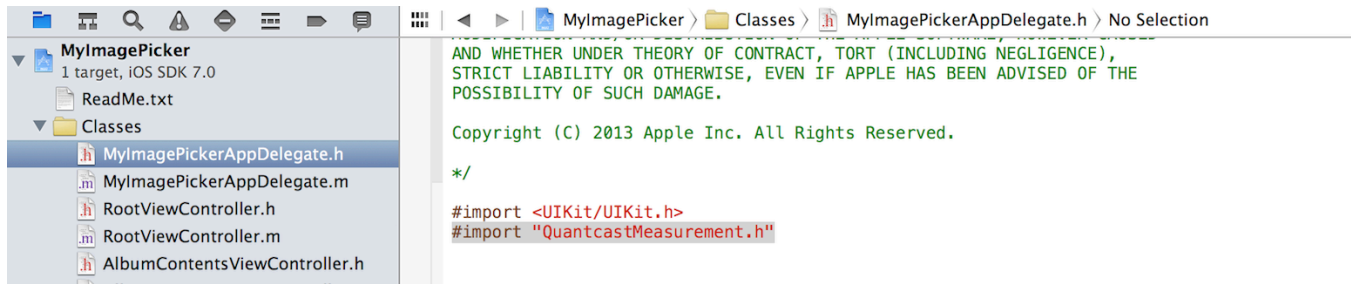 MyImagePicker
1 target, iOS SDK 7.0
ReadMe.txt
Classes
MyImagePickerAppDelegate.h
MyImagePickerAppDelegate.m
RootViewController.h
RootViewController.m
AlbumContentsViewController.h
MyImagePicker Classes MyImagePickerAppDelegate.h No Selection
AND WHETHER UNDER THEORY OF CONTRACT, TORT (INCLUDING NEGLIGENCE),
STRICT LIABILITY OR OTHERWISE, EVEN IF APPLE HAS BEEN ADVISED OF THE
POSSIBILITY OF SUCH DAMAGE.
Copyright (C) 2013 Apple Inc. All Rights Reserved.
*/
#import <UIKit/UIKit.h>
#import "QuantcastMeasurement.h"